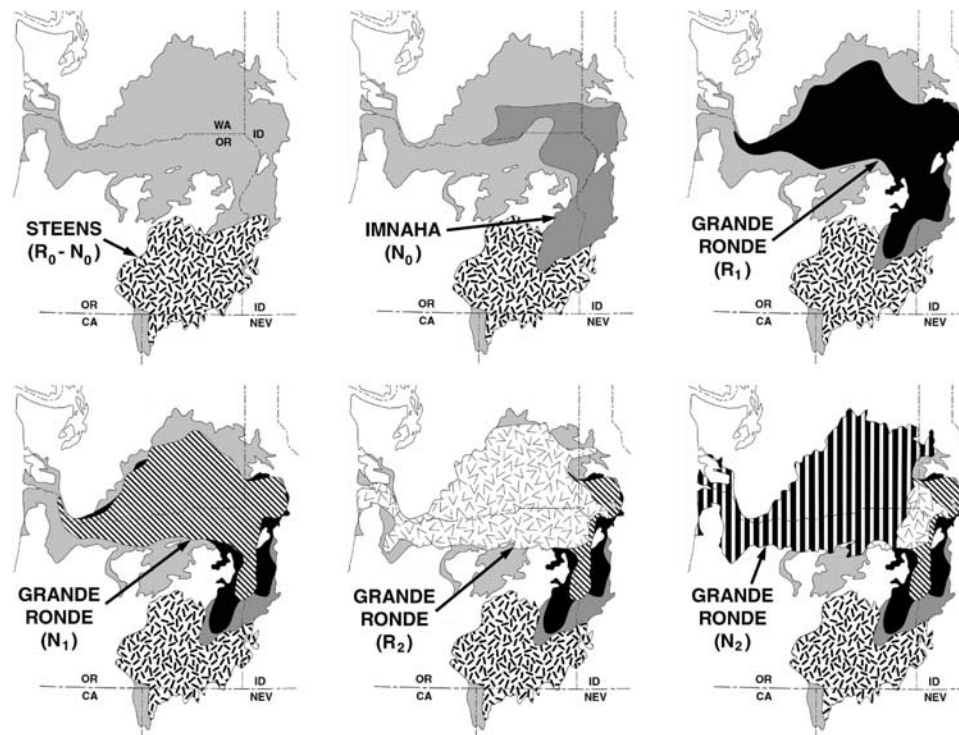 WA
ID
OR
STEENS
(R₀ - N₀)
OR
CA
ID
NEV
IMNAHA
(N₀)
OR
CA
ID
NEV
GRANDE
RONDE
(R₁)
OR
CA
ID
NEV
GRANDE
RONDE
(N₁)
OR
CA
ID
NEV
GRANDE
RONDE
(R₂)
OR
CA
ID
NEV
GRANDE
RONDE
(N₂)
OR
CA
ID
NEV